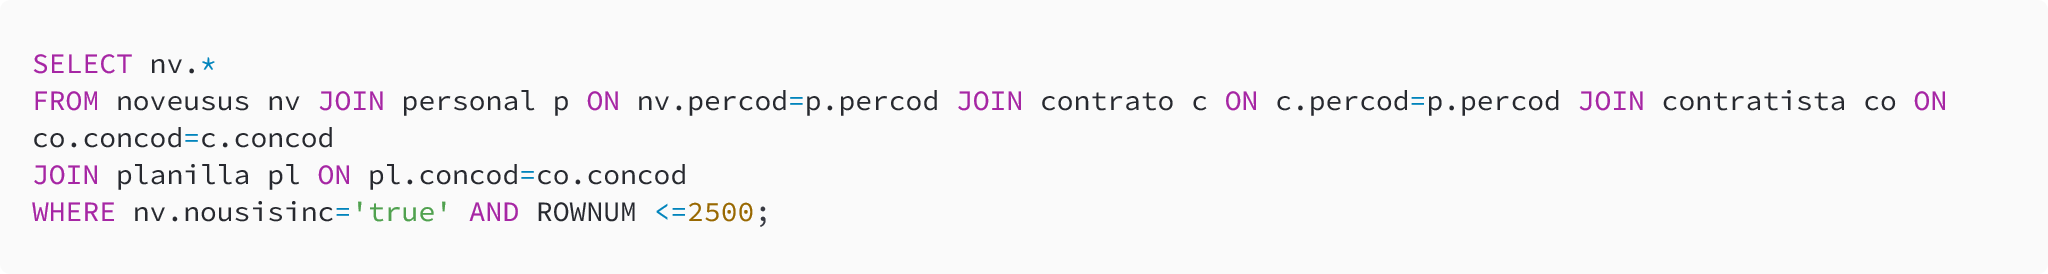 SELECT nv.*
FROM noveusus nv JOIN personal p ON nv.percod=p.percod JOIN contrato c ON c.percod=p.percod JOIN contratista co ON
co.concod=c.concod
JOIN planilla pl ON pl.concod=co.concod
WHERE nv.nousisinc='true' AND ROWNUM <=2500;